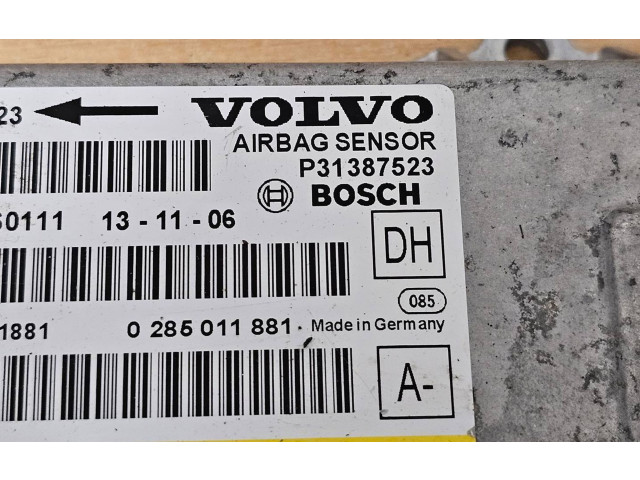 23 VOLVO
AIRBAG SENSOR
P31387523
BOSCH
60111 13-11-06
DH
085
1881 0 285 011 881 Made in Germany
A-